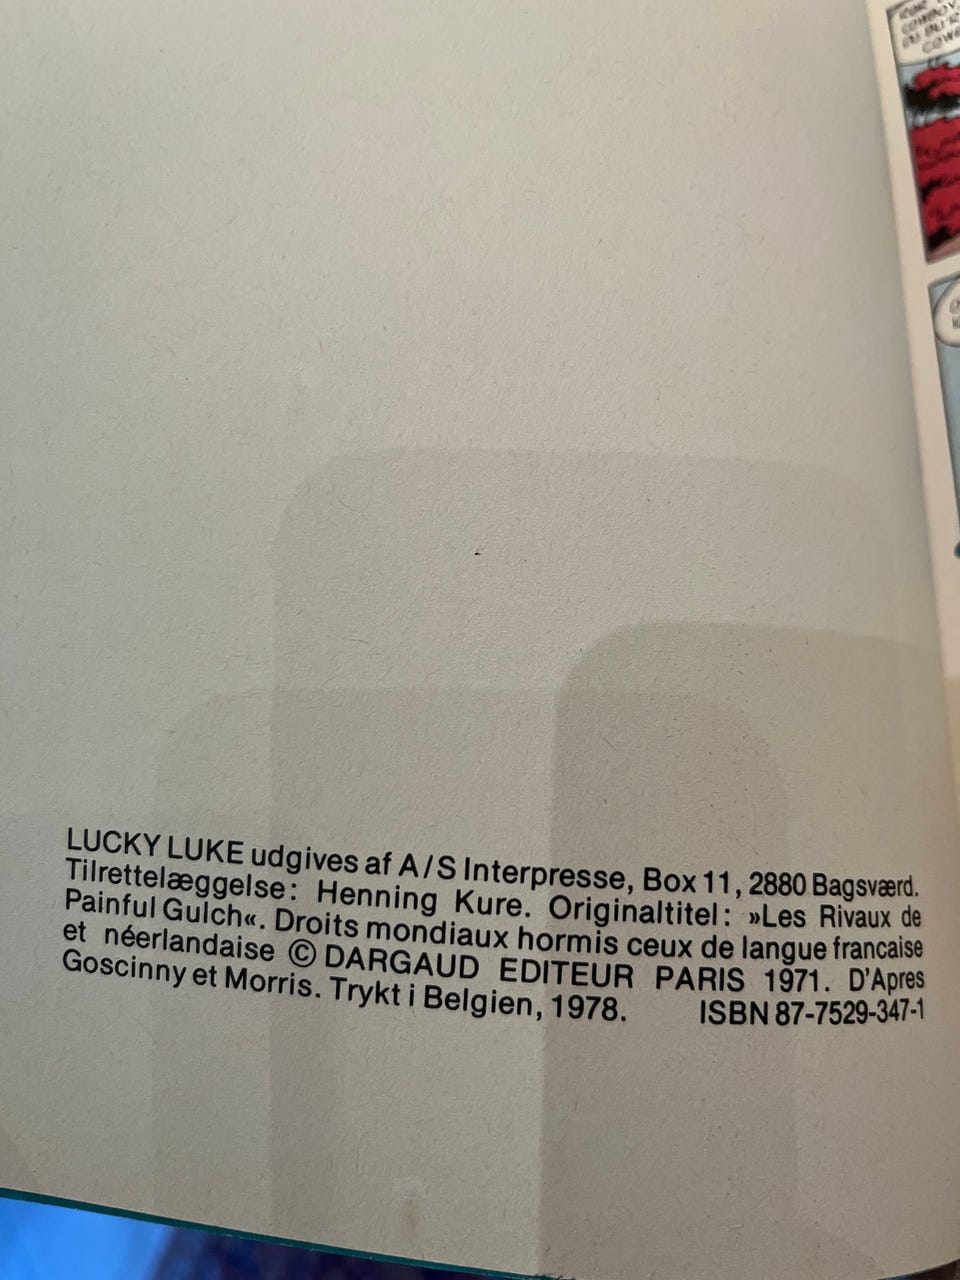 LUCKY LUKE udgives af A/S Interpresse, Box 11, 2880 Bagsværd.
Tilrettelæggelse: Henning Kure. Originaltitel: »Les Rivaux de
Painful Gulch«. Droits mondiaux hormis ceux de langue francaise
et néerlandaise © DARGAUD EDITEUR PARIS 1971. D'Apres
Goscinny et Morris. Trykt i Belgien, 1978. ISBN 87-7529-347-1